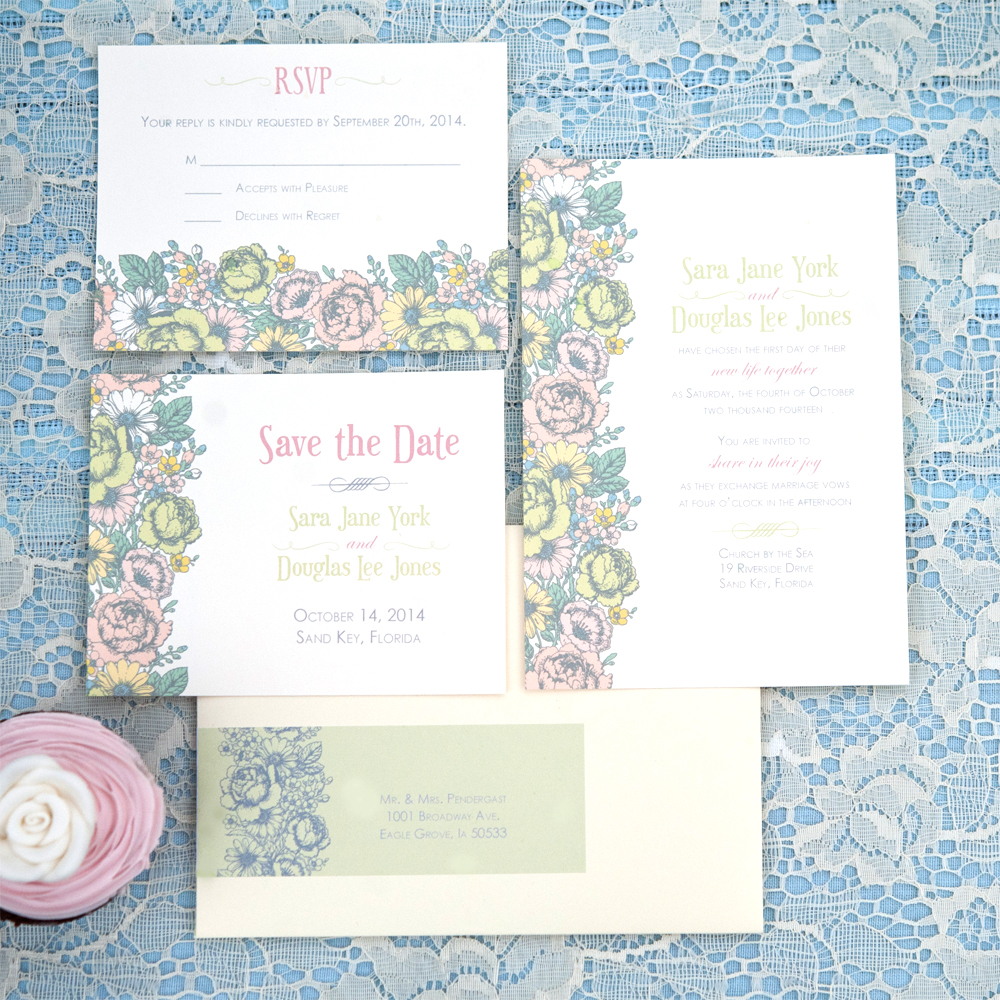 RSVP
Your reply is kindly requested by September 20th, 2014.
M
Accepts with Pleasure
Declines with Regret
Sara Jane York
and
Douglas Lee Jones
have chosen the first day of their
new life together
as Saturday, the fourth of October
two thousand fourteen
You are invited to
share in their joy
as they exchange marriage vows
at four o'clock in the afternoon
Church by the Sea
19 Riverside Drive
Sand Key, Florida
Save the Date
Sara Jane York
and
Douglas Lee Jones
October 14, 2014
Sand Key, Florida
Mr. & Mrs. Pendergast
1001 Broadway Ave.
Eagle Grove, IA 50533